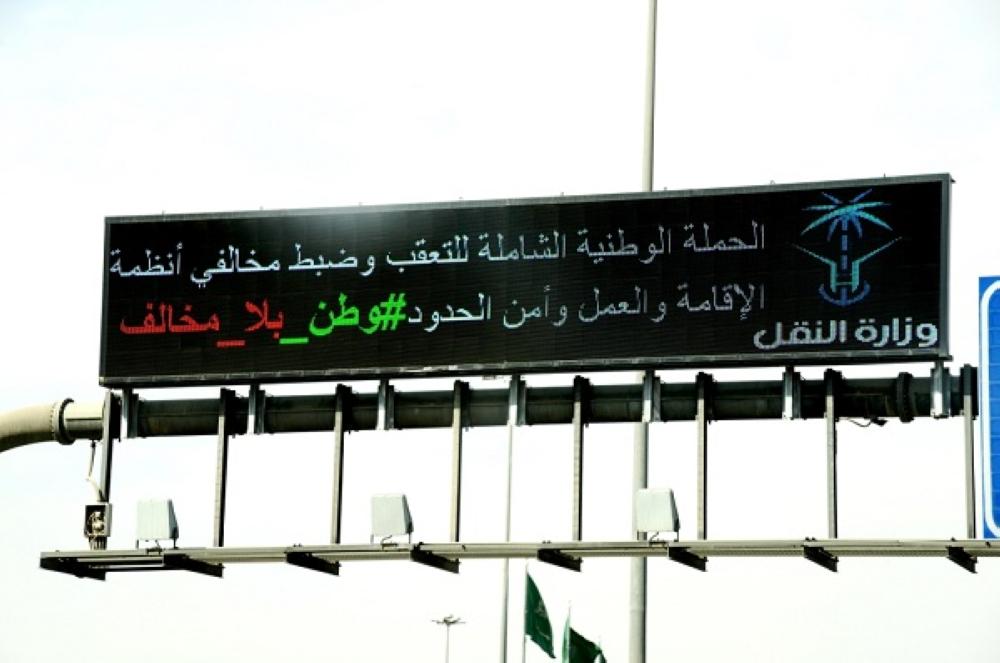 الحملة الوطنية الشاملة للتعقب وضبط مخالفي أنظمة
الإقامة والعمل وأمن الحدود #وطن_بلا_مخالف
وزارة النقل